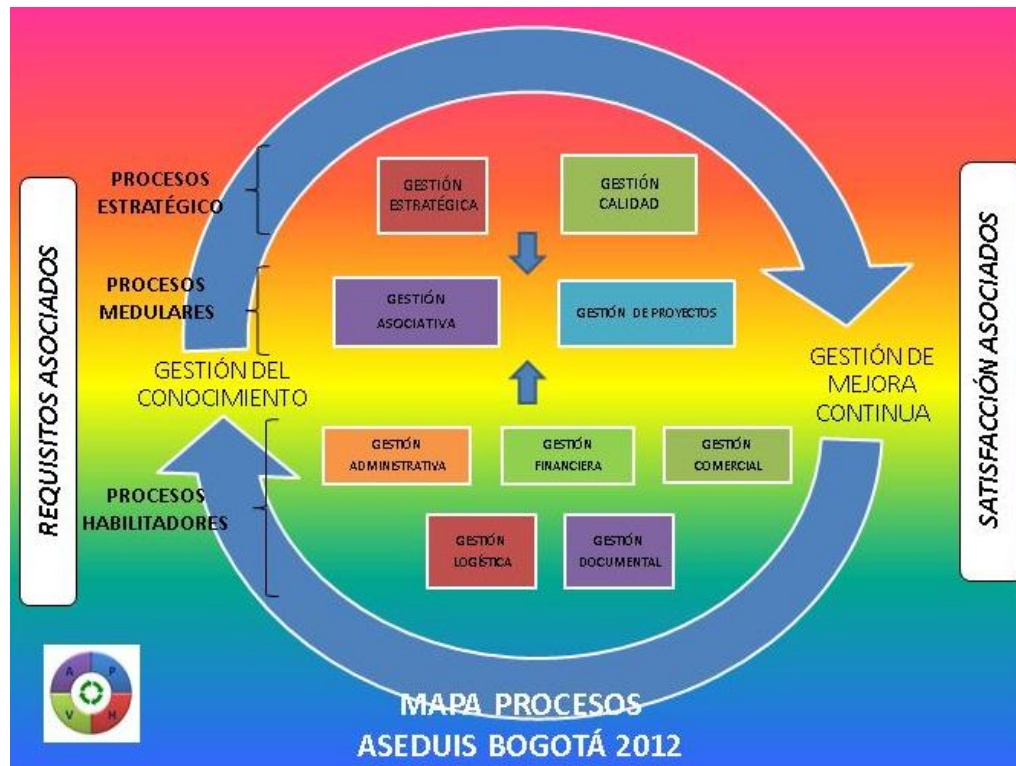 PROCESOS
ESTRATÉGICO
GESTIÓN
ESTRATÉGICA
GESTIÓN
CALIDAD
PROCESOS
MEDULARES
GESTIÓN
ASOCIATIVA
GESTIÓN DE PROYECTOS
REQUISITOS ASOCIADOS
SATISFACCIÓN ASOCIADOS
GESTIÓN DEL
CONOCIMIENTO
GESTIÓN DE
MEJORA
CONTINUA
PROCESOS
HABILITADORES
GESTIÓN
ADMINISTRATIVA
GESTIÓN
FINANCIERA
GESTIÓN
COMERCIAL
GESTIÓN
LOGÍSTICA
GESTIÓN
DOCUMENTAL
A P
V H
MAPA PROCESOS
ASEDUIS BOGOTÁ 2012